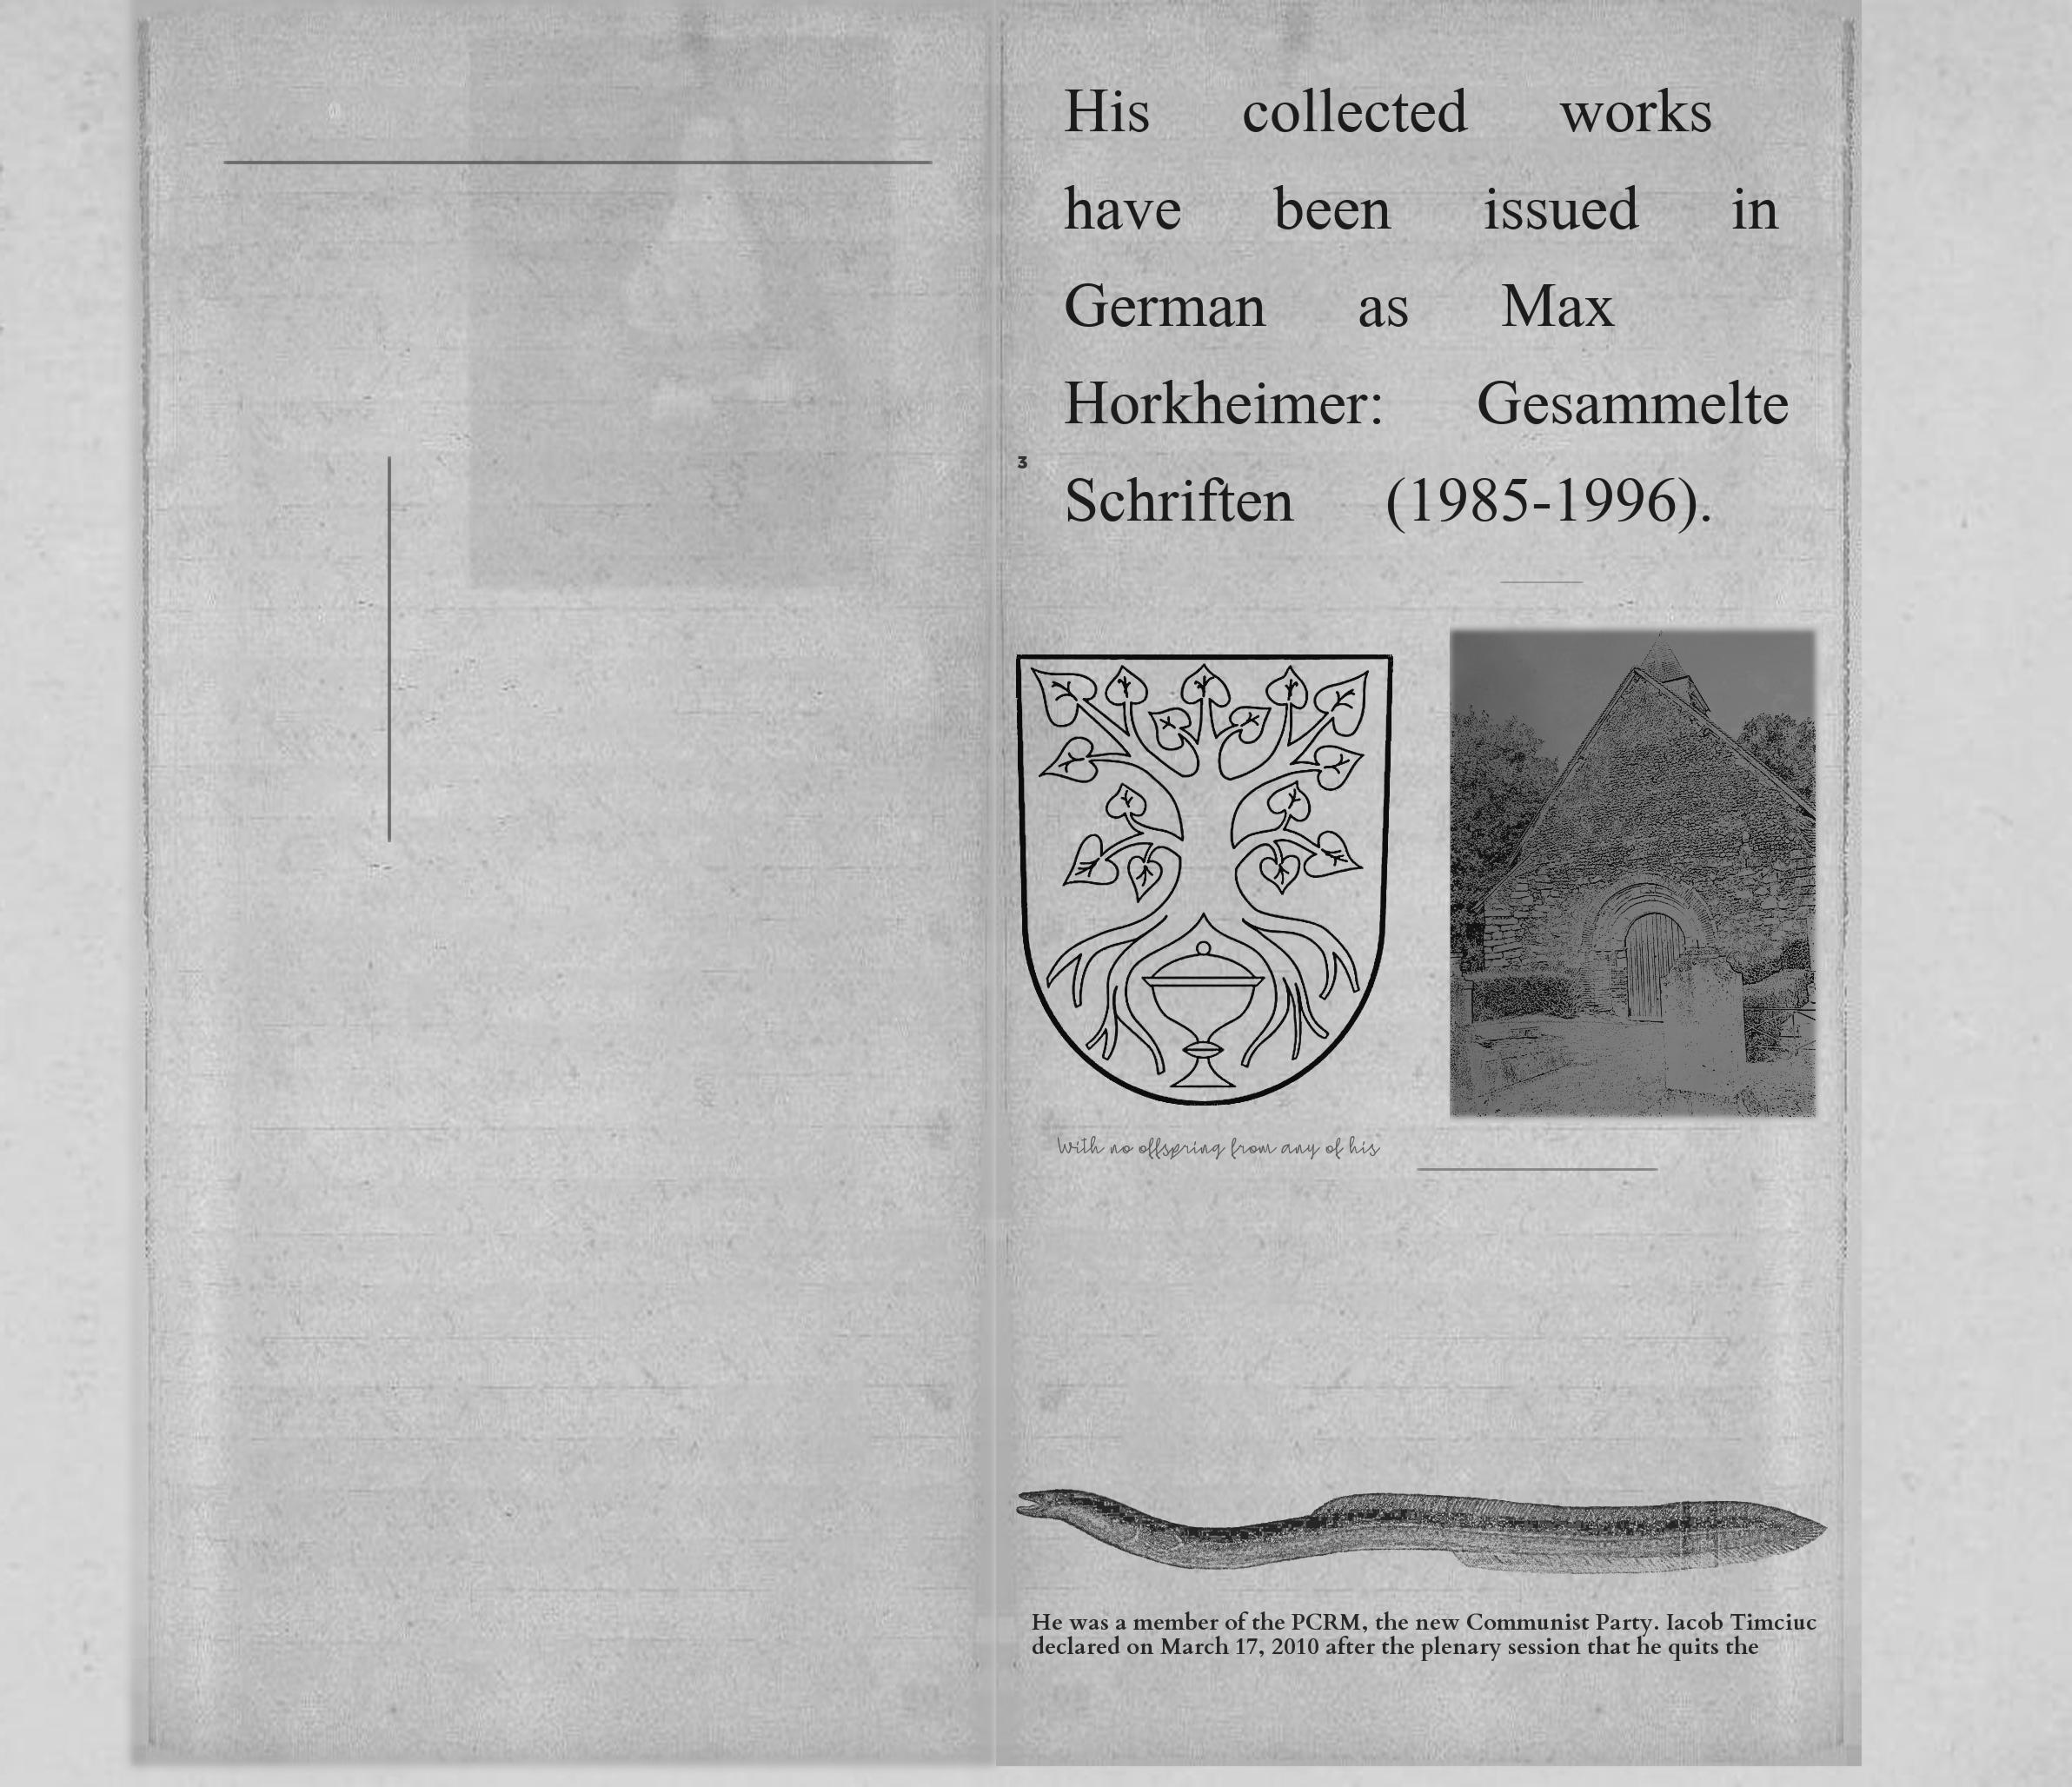 His collected works
have been issued in
German as Max
Horkheimer: Gesammelte
Schriften (1985-1996).
3
With no offspring from any of his
He was a member of the PCRM, the new Communist Party. Iacob Timciuc
declared on March 17, 2010 after the plenary session that he quits the